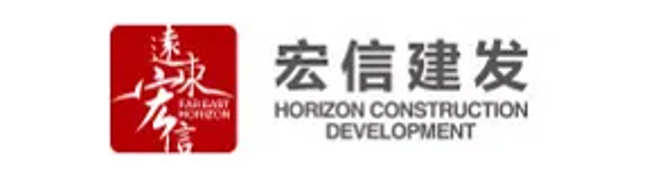 遠東
宏信
FAR EAST
HORIZON
宏信建发
HORIZON CONSTRUCTION
DEVELOPMENT